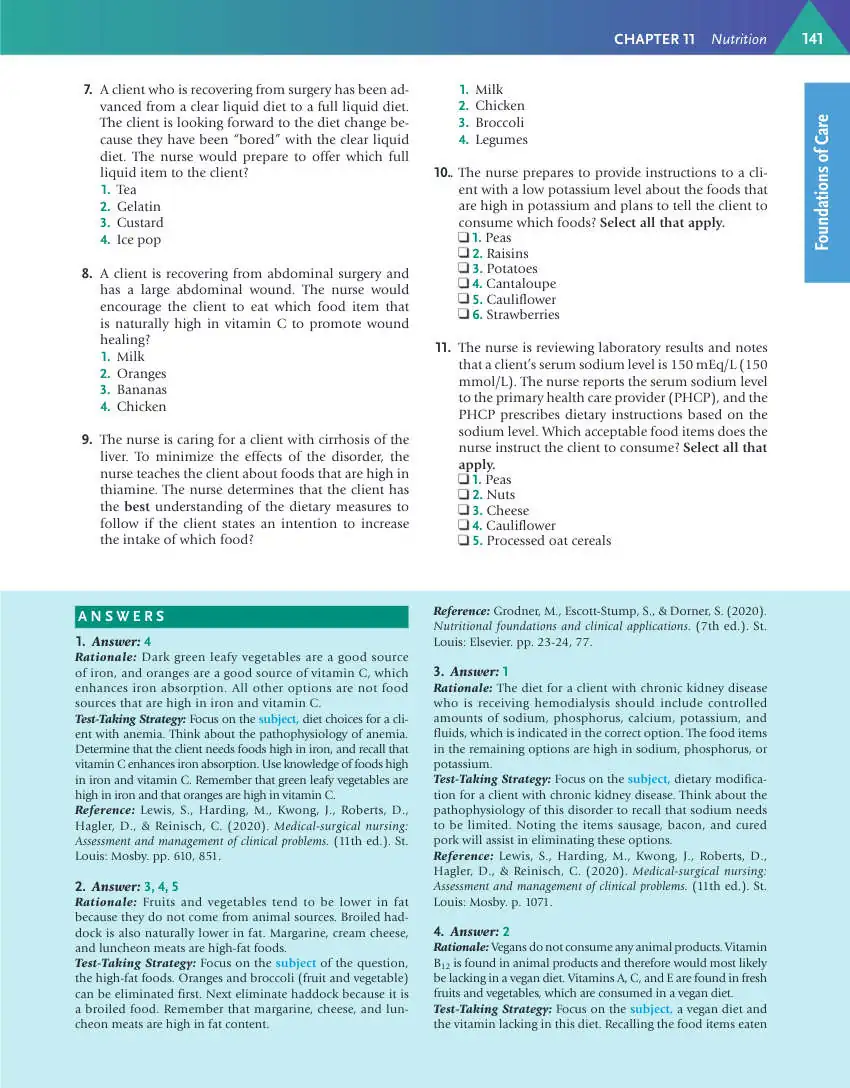 CHAPTER 11 Nutrition 141
Foundations of Care
7. A client who is recovering from surgery has been ad-
vanced from a clear liquid diet to a full liquid diet.
The client is looking forward to the diet change be-
cause they have been “bored” with the clear liquid
diet. The nurse would prepare to offer which full
liquid item to the client?
1. Tea
2. Gelatin
3. Custard
4. Ice pop
8. A client is recovering from abdominal surgery and
has a large abdominal wound. The nurse would
encourage the client to eat which food item that
is naturally high in vitamin C to promote wound
healing?
1. Milk
2. Oranges
3. Bananas
4. Chicken
9. The nurse is caring for a client with cirrhosis of the
liver. To minimize the effects of the disorder, the
nurse teaches the client about foods that are high in
thiamine. The nurse determines that the client has
the best understanding of the dietary measures to
follow if the client states an intention to increase
the intake of which food?
1. Milk
2. Chicken
3. Broccoli
4. Legumes
10.. The nurse prepares to provide instructions to a cli-
ent with a low potassium level about the foods that
are high in potassium and plans to tell the client to
consume which foods? Select all that apply.
❑ 1. Peas
❑ 2. Raisins
❑ 3. Potatoes
❑ 4. Cantaloupe
❑ 5. Cauliflower
❑ 6. Strawberries
11. The nurse is reviewing laboratory results and notes
that a client’s serum sodium level is 150 mEq/L (150
mmol/L). The nurse reports the serum sodium level
to the primary health care provider (PHCP), and the
PHCP prescribes dietary instructions based on the
sodium level. Which acceptable food items does the
nurse instruct the client to consume? Select all that
apply.
❑ 1. Peas
❑ 2. Nuts
❑ 3. Cheese
❑ 4. Cauliflower
❑ 5. Processed oat cereals
ANSWERS
1. Answer: 4
Rationale: Dark green leafy vegetables are a good source
of iron, and oranges are a good source of vitamin C, which
enhances iron absorption. All other options are not food
sources that are high in iron and vitamin C.
Test-Taking Strategy: Focus on the subject, diet choices for a cli-
ent with anemia. Think about the pathophysiology of anemia.
Determine that the client needs foods high in iron, and recall that
vitamin C enhances iron absorption. Use knowledge of foods high
in iron and vitamin C. Remember that green leafy vegetables are
high in iron and that oranges are high in vitamin C.
Reference: Lewis, S., Harding, M., Kwong, J., Roberts, D.,
Hagler, D., & Reinisch, C. (2020). Medical-surgical nursing:
Assessment and management of clinical problems. (11th ed.). St.
Louis: Mosby. pp. 610, 851.
2. Answer: 3, 4, 5
Rationale: Fruits and vegetables tend to be lower in fat
because they do not come from animal sources. Broiled had-
dock is also naturally lower in fat. Margarine, cream cheese,
and luncheon meats are high-fat foods.
Test-Taking Strategy: Focus on the subject of the question,
the high-fat foods. Oranges and broccoli (fruit and vegetable)
can be eliminated first. Next eliminate haddock because it is
a broiled food. Remember that margarine, cheese, and lun-
cheon meats are high in fat content.
Reference: Grodner, M., Escott-Stump, S., & Dorner, S. (2020).
Nutritional foundations and clinical applications. (7th ed.). St.
Louis: Elsevier. pp. 23-24, 77.
3. Answer: 1
Rationale: The diet for a client with chronic kidney disease
who is receiving hemodialysis should include controlled
amounts of sodium, phosphorus, calcium, potassium, and
fluids, which is indicated in the correct option. The food items
in the remaining options are high in sodium, phosphorus, or
potassium.
Test-Taking Strategy: Focus on the subject, dietary modifica-
tion for a client with chronic kidney disease. Think about the
pathophysiology of this disorder to recall that sodium needs
to be limited. Noting the items sausage, bacon, and cured
pork will assist in eliminating these options.
Reference: Lewis, S., Harding, M., Kwong, J., Roberts, D.,
Hagler, D., & Reinisch, C. (2020). Medical-surgical nursing:
Assessment and management of clinical problems. (11th ed.). St.
Louis: Mosby. p. 1071.
4. Answer: 2
Rationale: Vegans do not consume any animal products. Vitamin
B12 is found in animal products and therefore would most likely
be lacking in a vegan diet. Vitamins A, C, and E are found in fresh
fruits and vegetables, which are consumed in a vegan diet.
Test-Taking Strategy: Focus on the subject, a vegan diet and
the vitamin lacking in this diet. Recalling the food items eaten